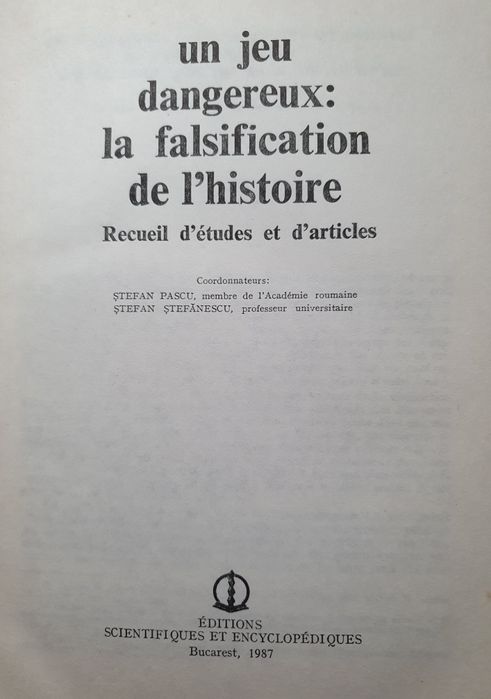 un jeu
dangereux:
la falsification
de l'histoire
Recueil d'études et d'articles
Coordonnateurs:
ŞTEFAN PASCU, membre de l'Académie roumaine
ŞTEFAN ŞTEFĂNESCU, professeur universitaire
ÉDITIONS
SCIENTIFIQUES ET ENCYCLOPÉDIQUES
Bucarest, 1987